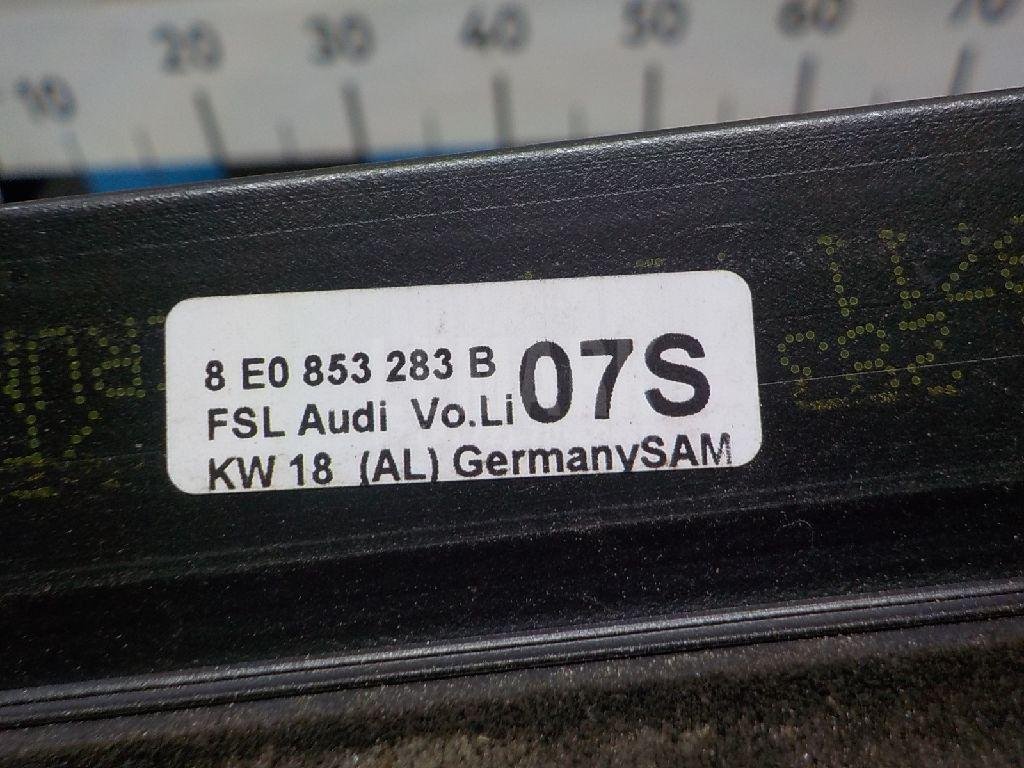 10 20 30 40 50 60 70
8 E0 853 283 B 07S
FSL Audi Vo.Li
KW 18 (AL) GermanySAM